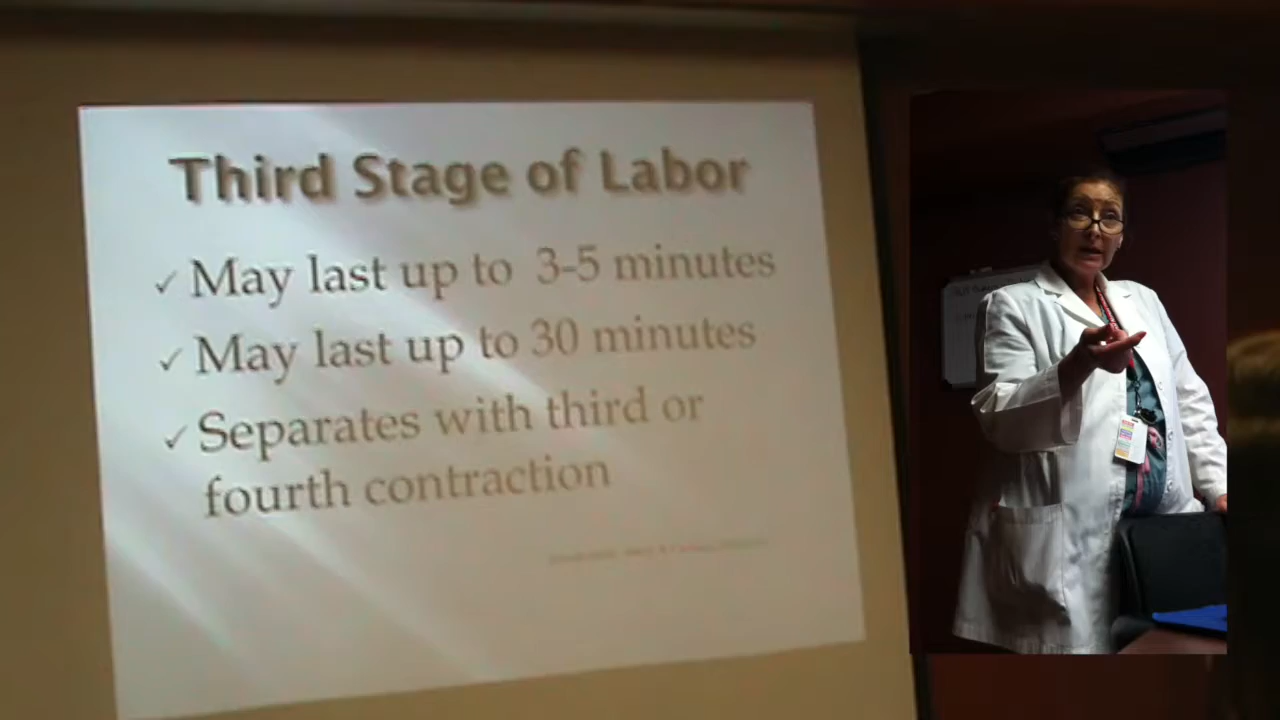 Third Stage of Labor
✓ May last up to 3-5 minutes
✓ May last up to 30 minutes
✓ Separates with third or
fourth contraction